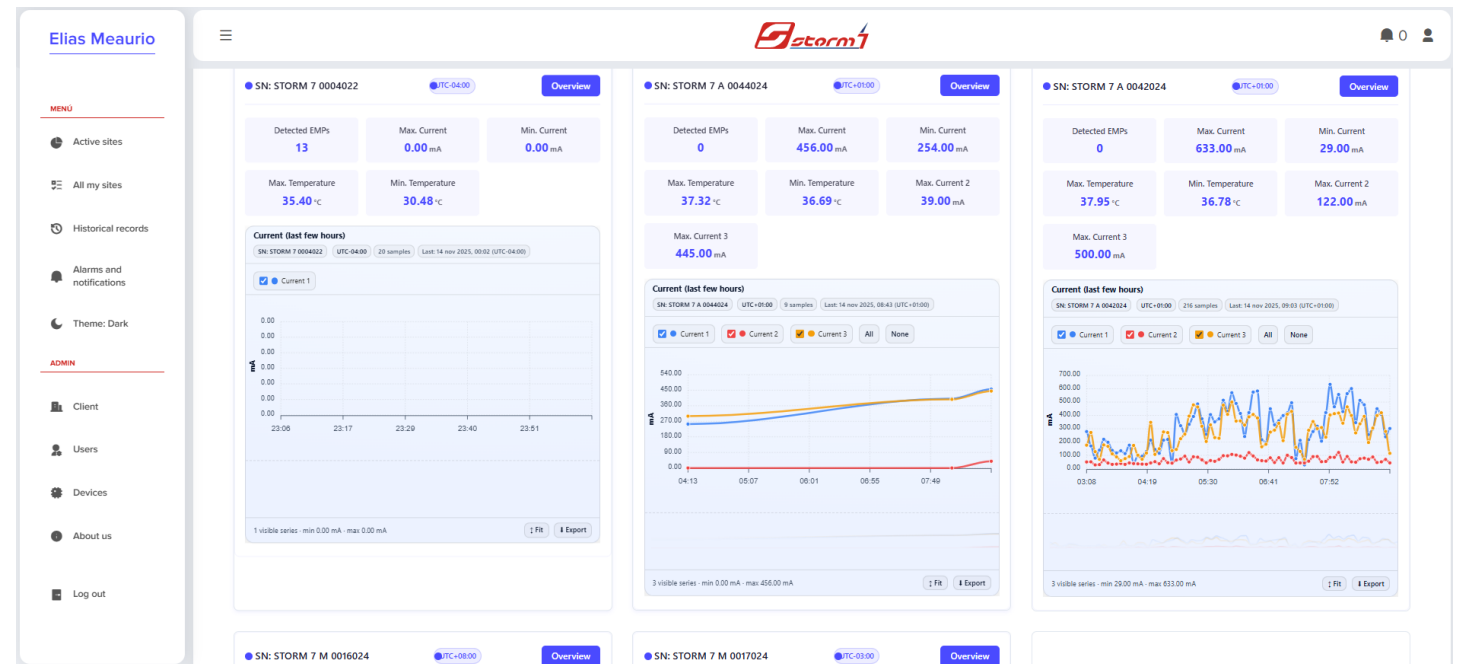 Elias Meaurio
MENÚ
Active sites
All my sites
Historical records
Alarms and
notifications
Theme: Dark
ADMIN
Client
Users
Devices
About us
Log out
storm 1
0
SN: STORM 7 0004022
UTC-04:00
Overview
Detected EMPs
13
Max. Current
0.00 mA
Min. Current
0.00 mA
Max. Temperature
35.40 °C
Min. Temperature
30.48 °C
Current (last few hours)
SN: STORM 7 0004022 UTC-04:00 20 samples Last: 14 nov 2025, 00:02 (UTC-04:00)
Current 1
0.00
0.00
0.00
0.00
0.00
0.00
0.00
mA
23:06 23:17 23:29 23:40 23:51
1 visible series · min 0.00 mA · max 0.00 mA
Fit
Export
SN: STORM 7 A 0044024
UTC+01:00
Overview
Detected EMPs
0
Max. Current
456.00 mA
Min. Current
254.00 mA
Max. Temperature
37.32 °C
Min. Temperature
36.69 °C
Max. Current 2
39.00 mA
Max. Current 3
445.00 mA
Current (last few hours)
SN: STORM 7 A 0044024 UTC+01:00 9 samples Last: 14 nov 2025, 08:43 (UTC+01:00)
Current 1 Current 2 Current 3 All None
540.00
450.00
360.00
270.00
180.00
90.00
0.00
mA
04:13 05:07 06:01 06:55 07:49
3 visible series · min 0.00 mA · max 456.00 mA
Fit
Export
SN: STORM 7 A 0042024
UTC+01:00
Overview
Detected EMPs
0
Max. Current
633.00 mA
Min. Current
29.00 mA
Max. Temperature
37.95 °C
Min. Temperature
36.78 °C
Max. Current 2
122.00 mA
Max. Current 3
500.00 mA
Current (last few hours)
SN: STORM 7 A 0042024 UTC+01:00 216 samples Last: 14 nov 2025, 09:03 (UTC+01:00)
Current 1 Current 2 Current 3 All None
700.00
600.00
500.00
400.00
300.00
200.00
100.00
0.00
mA
03:08 04:19 05:30 06:41 07:52
3 visible series · min 29.00 mA · max 633.00 mA
Fit
Export
SN: STORM 7 M 0016024
UTC+08:00
Overview
SN: STORM 7 M 0017024
UTC-03:00
Overview